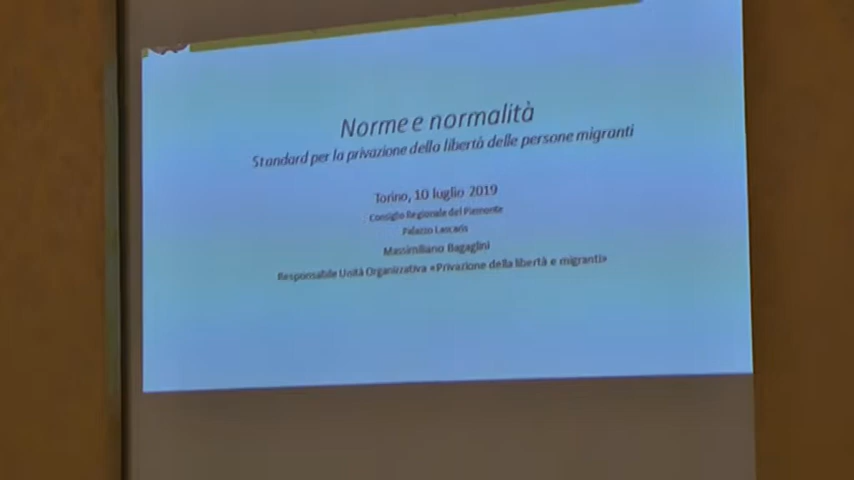 Norme e normalità
Standard per la privazione della libertà delle persone migranti
Torino, 10 luglio 2019
Consiglio Regionale del Piemonte
Palazzo Lascaris
Massimiliano Bagaglini
Responsabile Unità Organizzativa «Privazione della libertà e migranti»